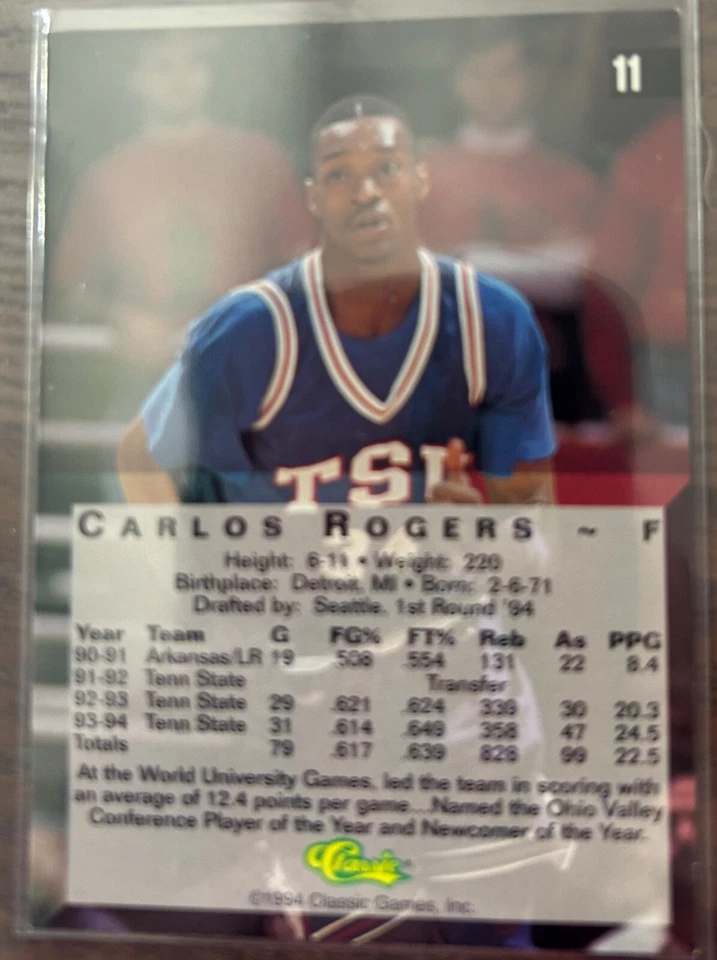 11
TSU
CARLOS ROGERS ~ F
Height: 6-11 • Weight: 220
Birthplace: Detroit, MI • Born: 2-6-71
Drafted by: Seattle, 1st Round '94
Year Team G FG% FT% Reb As PPG
90-91 Arkansas/LR 19 .508 .554 131 22 8.4
91-92 Tenn State Transfer
92-93 Tenn State 29 .621 .624 339 30 20.3
93-94 Tenn State 31 .614 .649 358 47 24.5
Totals 79 .617 .639 828 99 22.5
At the World University Games, led the team in scoring with
an average of 12.4 points per game...Named the Ohio Valley
Conference Player of the Year and Newcomer of the Year.
Classic
©1994 Classic Games, Inc.